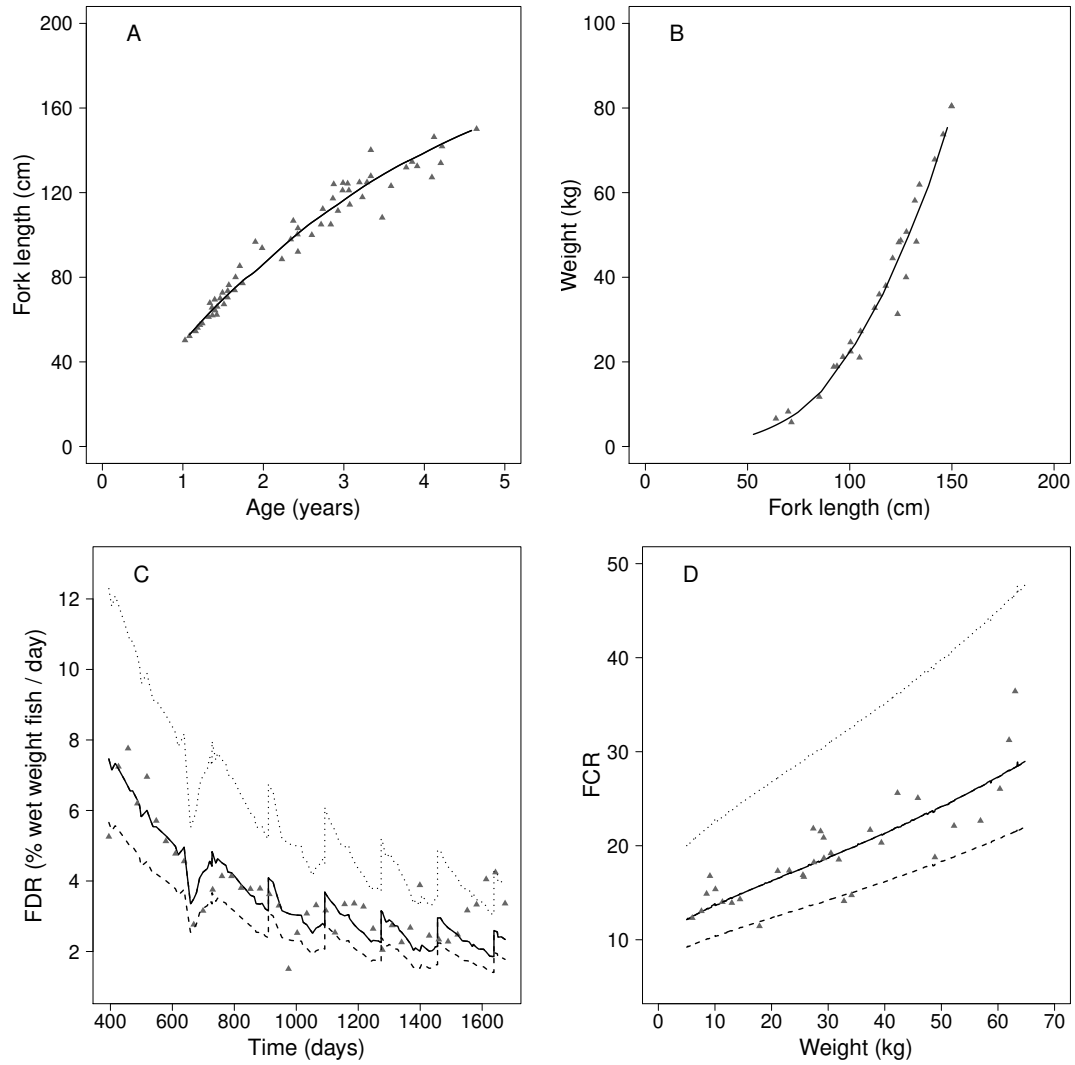 A
Fork length (cm)
200
160
120
80
40
0
0 1 2 3 4 5
Age (years)
B
Weight (kg)
100
80
60
40
20
0
0 50 100 150 200
Fork length (cm)
C
FDR (% wet weight fish / day)
12
10
8
6
4
2
400 600 800 1000 1200 1400 1600
Time (days)
D
FCR
50
40
30
20
10
0 10 20 30 40 50 60 70
Weight (kg)